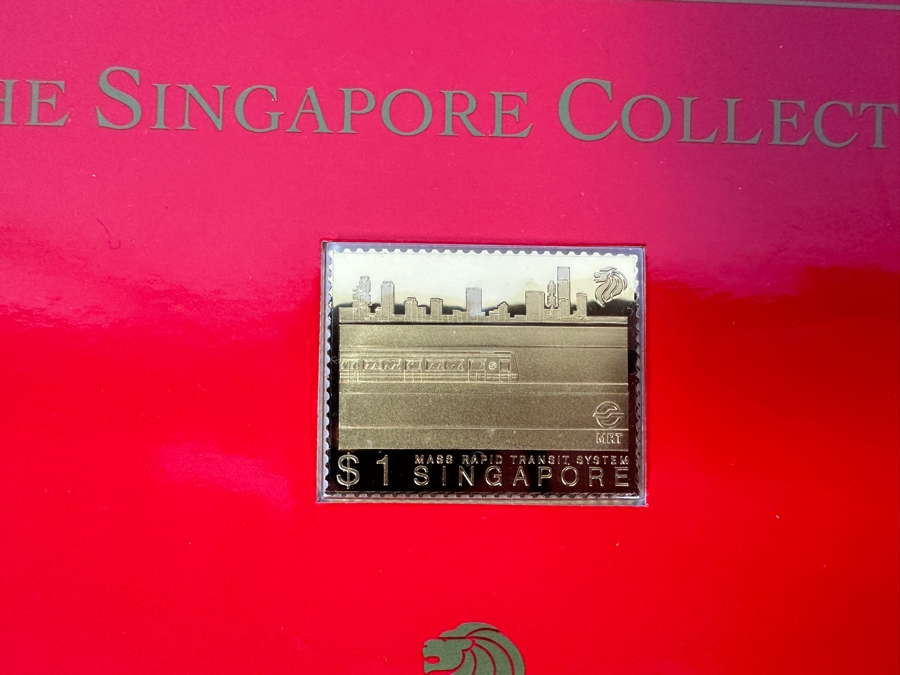 HE SINGAPORE COLLECT
MRT
$1 MASS RAPID TRANSIT SYSTEM
SINGAPORE